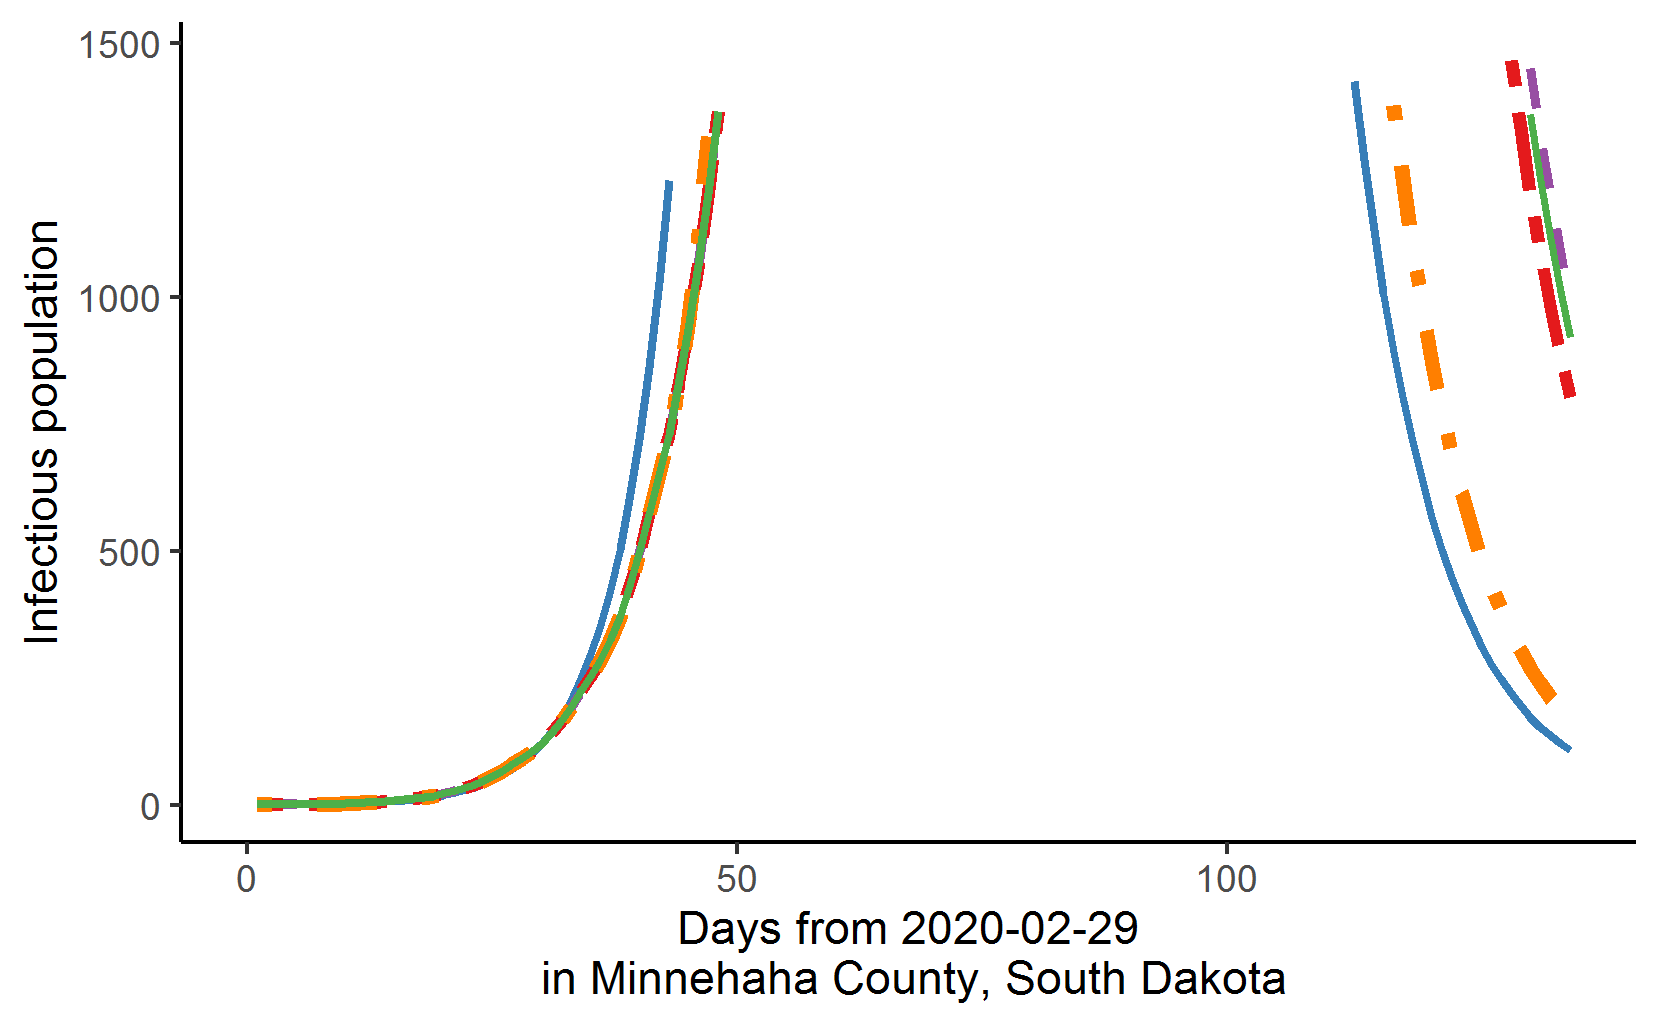 1500
1000
500
0
Infectious population
0 50 100
Days from 2020-02-29
in Minnehaha County, South Dakota